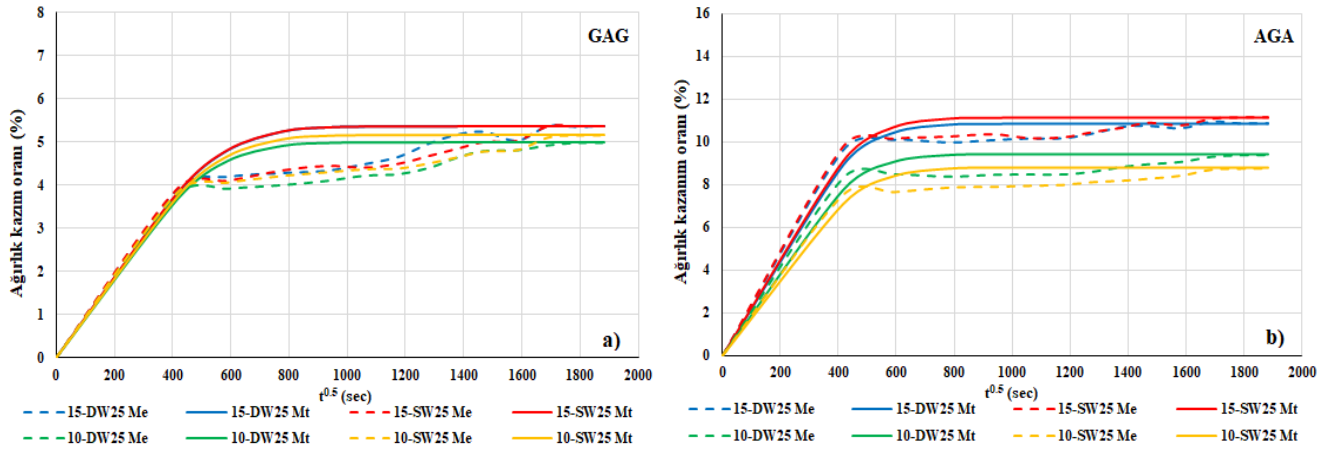 GAG
Ağırlık kazanım oranı (%)
8
7
6
5
4
3
2
1
0
0 200 400 600 800 1000 1200 1400 1600 1800 2000
t^0.5 (sec)
a)
15-DW25 Me 15-DW25 Mt 15-SW25 Me 15-SW25 Mt
10-DW25 Me 10-DW25 Mt 10-SW25 Me 10-SW25 Mt
AGA
Ağırlık kazanım oranı (%)
16
14
12
10
8
6
4
2
0
0 200 400 600 800 1000 1200 1400 1600 1800 2000
t^0.5 (sec)
b)
15-DW25 Me 15-DW25 Mt 15-SW25 Me 15-SW25 Mt
10-DW25 Me 10-DW25 Mt 10-SW25 Me 10-SW25 Mt